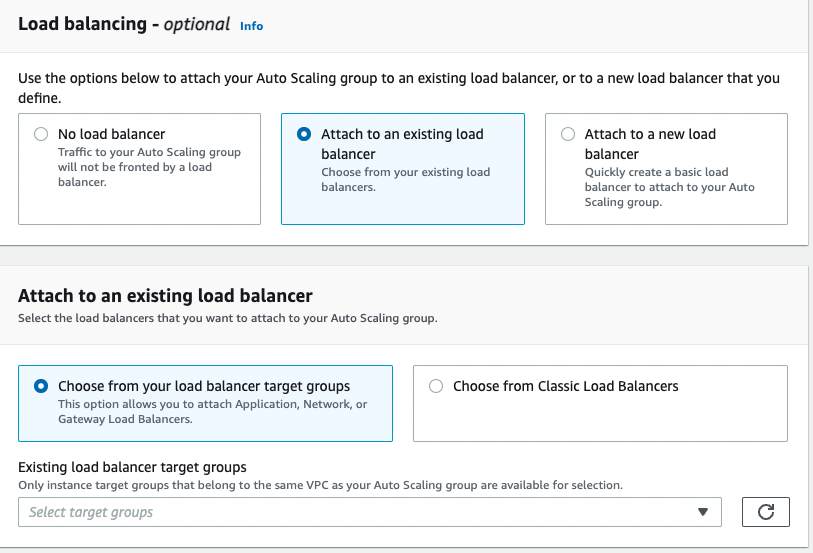 Load balancing - optional Info
Use the options below to attach your Auto Scaling group to an existing load balancer, or to a new load balancer that you
define.
No load balancer
Traffic to your Auto Scaling group
will not be fronted by a load
balancer.
Attach to an existing load
balancer
Choose from your existing load
balancers.
Attach to a new load
balancer
Quickly create a basic load
balancer to attach to your Auto
Scaling group.
Attach to an existing load balancer
Select the load balancers that you want to attach to your Auto Scaling group.
Choose from your load balancer target groups
This option allows you to attach Application, Network, or
Gateway Load Balancers.
Choose from Classic Load Balancers
Existing load balancer target groups
Only instance target groups that belong to the same VPC as your Auto Scaling group are available for selection.
Select target groups